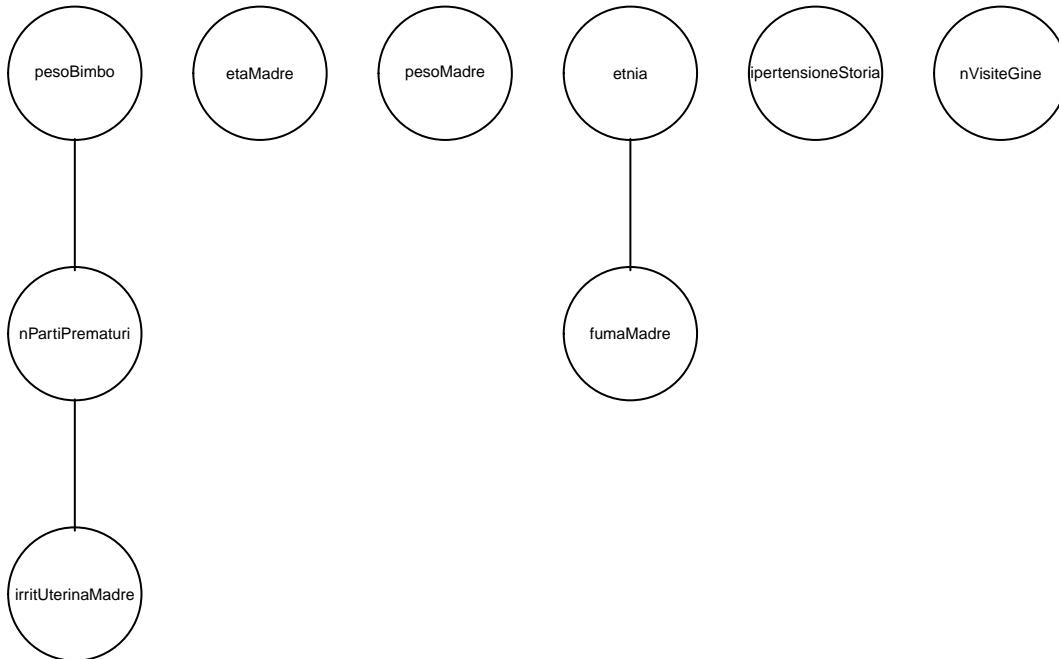 pesoBimbo
etaMadre
pesoMadre
etnia
ipertensioneStoria
nVisiteGine
nPartiPrematuri
fumaMadre
irritUterinaMadre